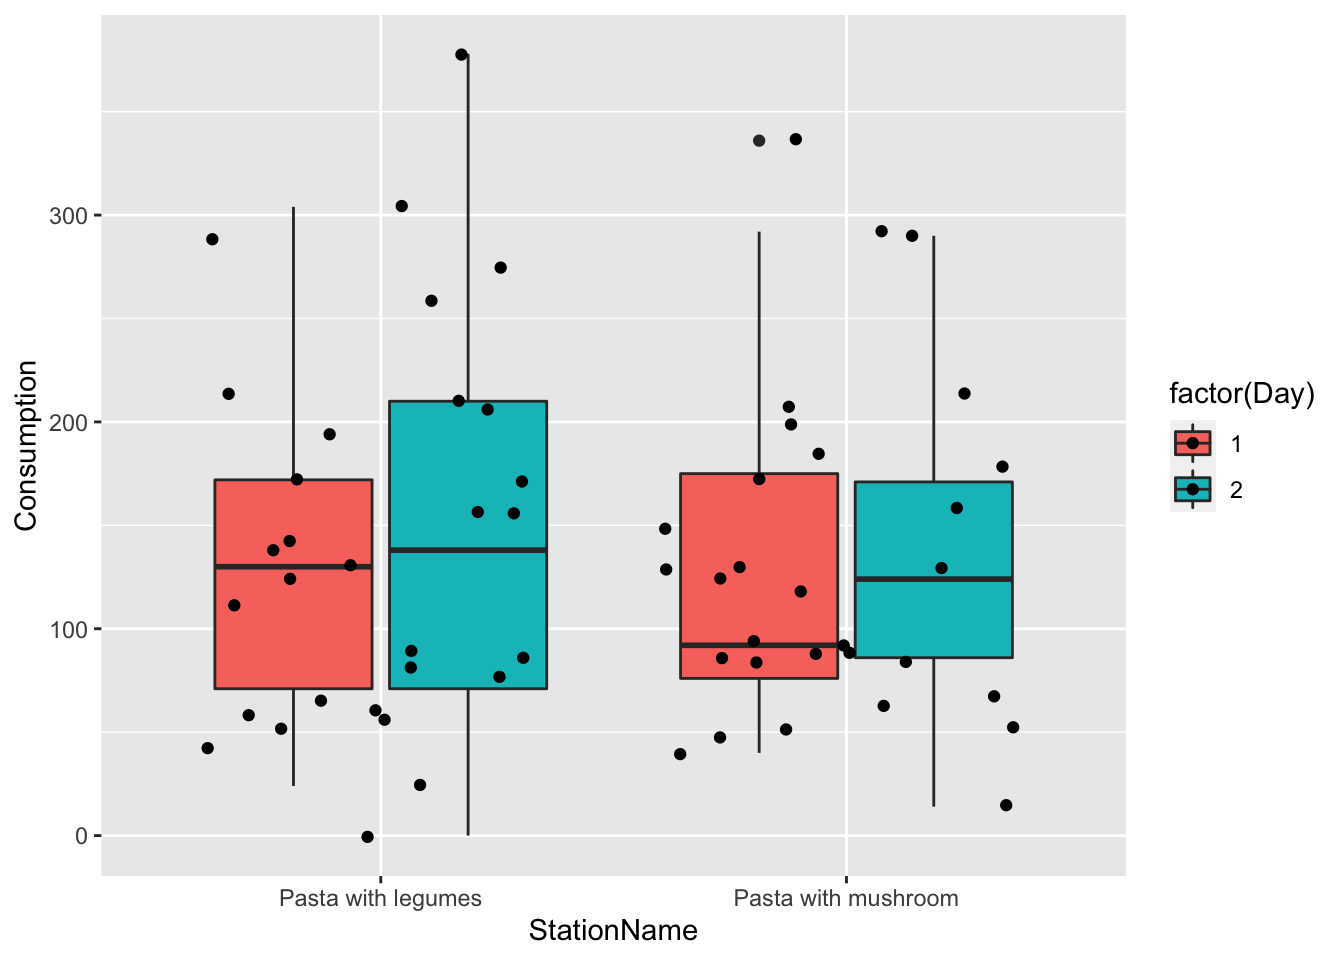 Consumption
300
200
100
0
Pasta with legumes
Pasta with mushroom
StationName
factor(Day)
1
2